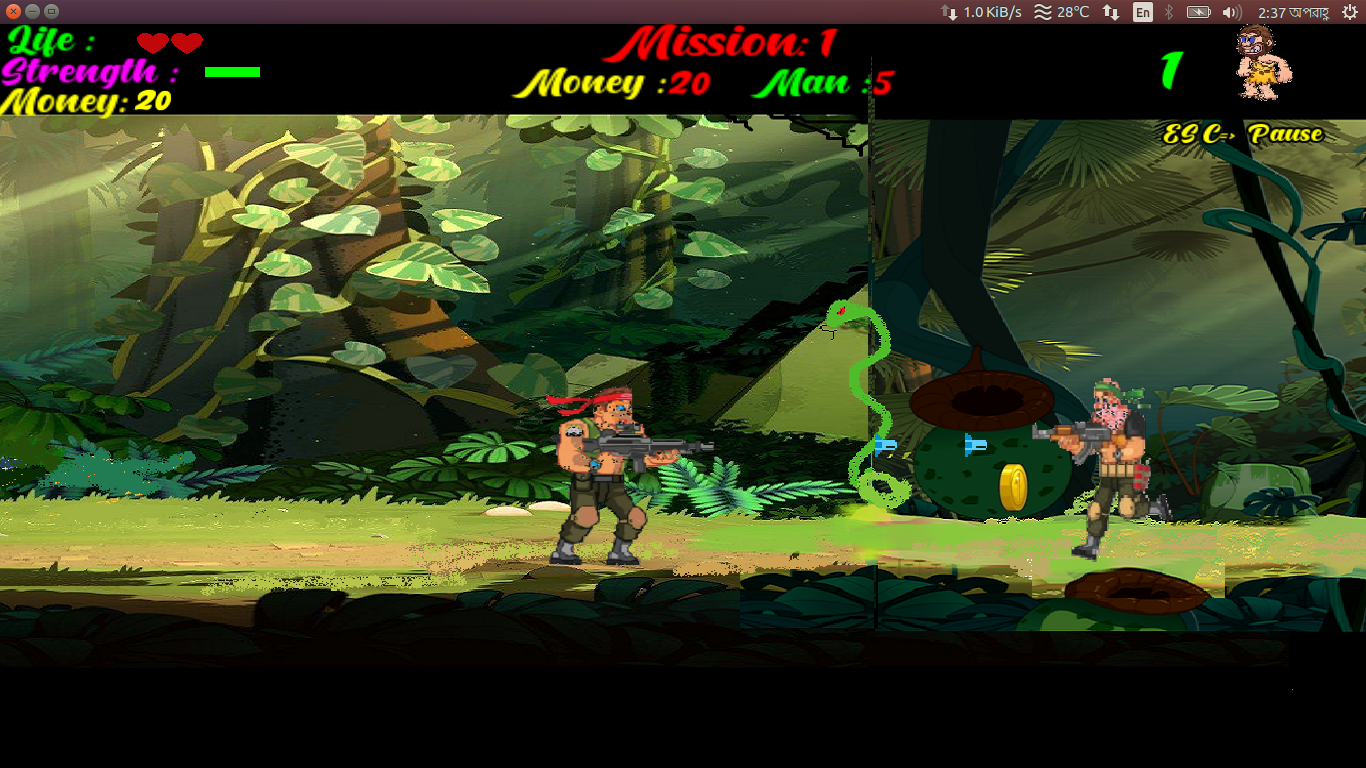 1.0 KiB/s 28°C En 2:37 অপরাহ্ণ
Life :
Strength :
Money: 20
Mission: 1
Money :20 Man :5
1
ESC=> Pause